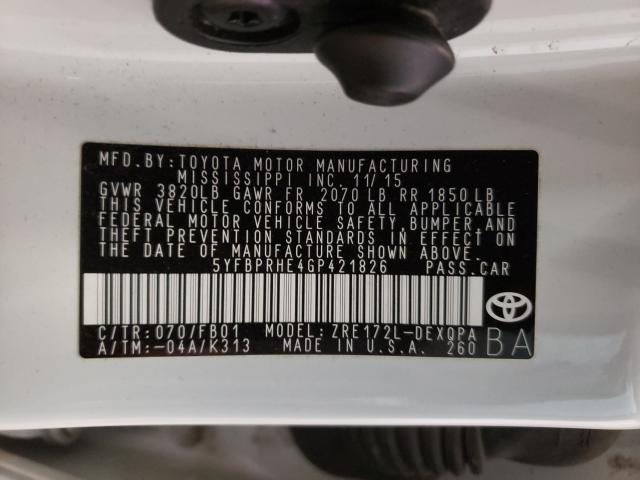 MFD.BY:TOYOTA MOTOR MANUFACTURING
MISSISSIPPI INC. 11/15
GVWR 3820LB GAWR FR 2070 LB RR 1850 LB
THIS VEHICLE CONFORMS TO ALL APPLICABLE
FEDERAL MOTOR VEHICLE SAFETY, BUMPER, AND
THEFT PREVENTION STANDARDS IN EFFECT ON
THE DATE OF MANUFACTURE SHOWN ABOVE.
5YFBPRHE4GP421826 PASS.CAR
C/TR: 070/FB01 MODEL: ZRE172L-DEXQPA
A/TM:-04A/K313 MADE IN U.S.A. 260
BA